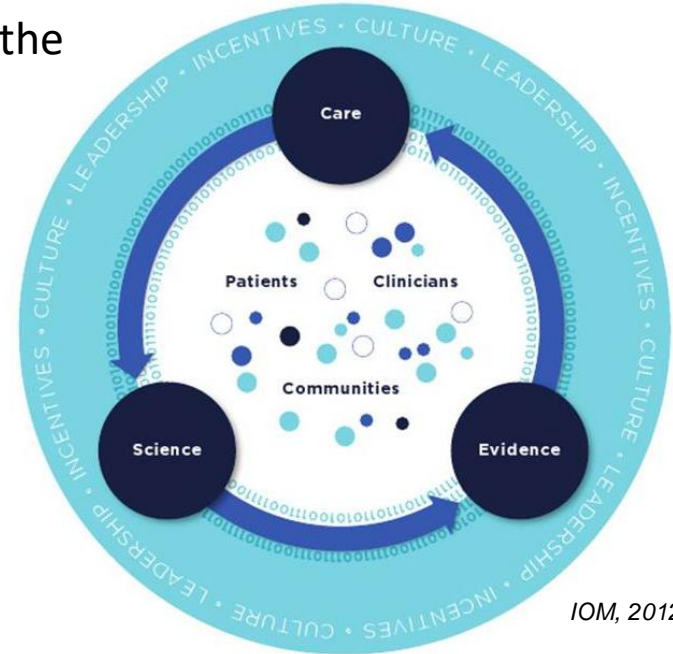 the
CULTURE • LEADERSHIP • INCENTIVES • CULTURE • LEADERSHIP • INCENTIVES • CULTURE • LEADERSHIP • INCENTIVES • CULTURE • LEADERSHIP • INCENTIVES •
Care
Patients Clinicians
Communities
Science Evidence
IOM, 2012